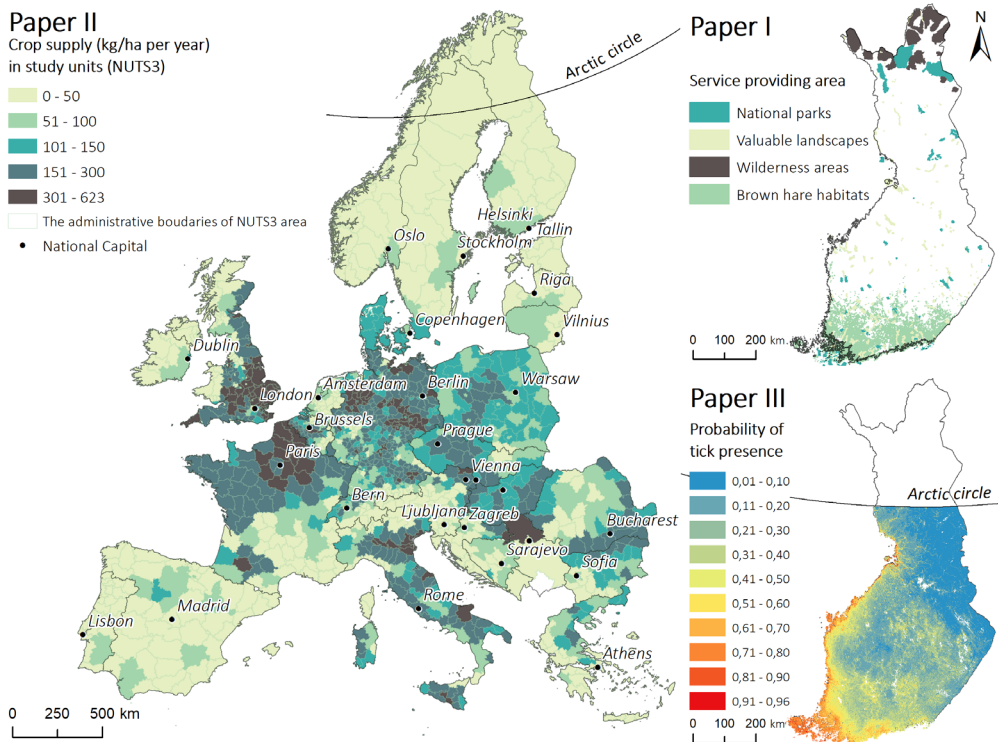 Paper II
Crop supply (kg/ha per year)
in study units (NUTS3)
0 - 50
51 - 100
101 - 150
151 - 300
301 - 623
The administrative boudaries of NUTS3 area
National Capital
Arctic circle
Helsinki
Tallin
Oslo
Stockholm
Riga
Copenhagen
Vilnius
Dublin
Amsterdam
Berlin
Warsaw
London
Brussels
Prague
Paris
Vienna
Bern
Ljubljana
Zagreb
Bucharest
Sarajevo
Sofia
Rome
Madrid
Lisbon
Athens
0 250 500 km
Paper I
N
Service providing area
National parks
Valuable landscapes
Wilderness areas
Brown hare habitats
0 100 200 km
Paper III
Probability of
tick presence
Arctic circle
0,01 - 0,10
0,11 - 0,20
0,21 - 0,30
0,31 - 0,40
0,41 - 0,50
0,51 - 0,60
0,61 - 0,70
0,71 - 0,80
0,81 - 0,90
0,91 - 0,96
0 100 200 km